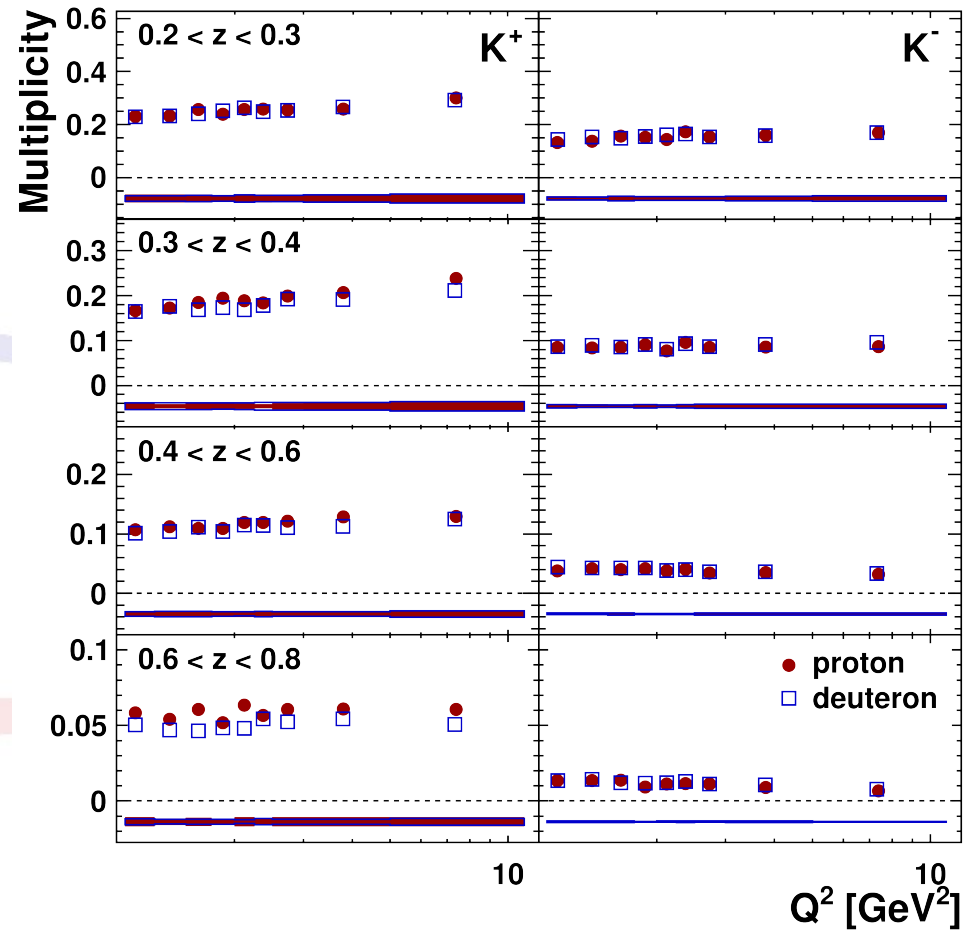 Multiplicity
0.2 < z < 0.3
K⁺
K⁻
0.6
0.4
0.2
0
0.3 < z < 0.4
0.3
0.2
0.1
0
0.4 < z < 0.6
0.2
0.1
0
0.6 < z < 0.8
proton
deuteron
0.1
0.05
0
10
10
Q² [GeV²]